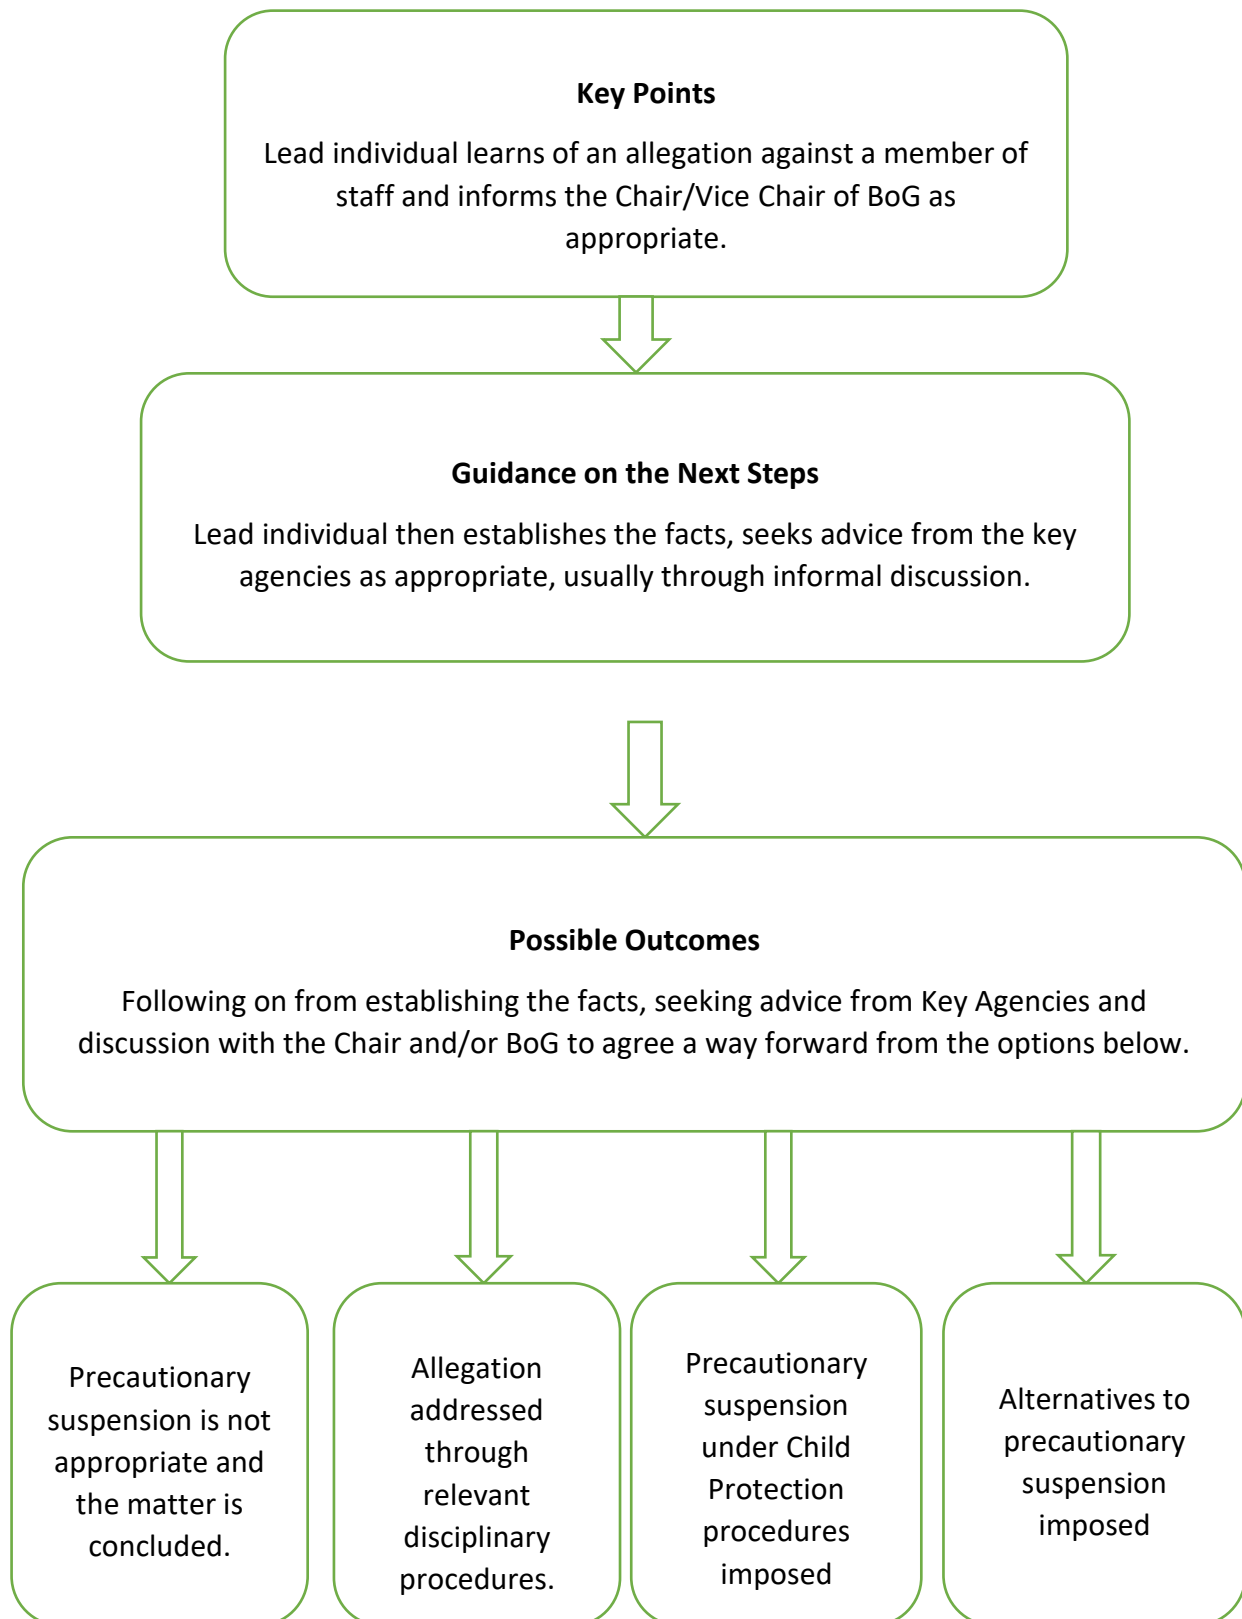 Key Points
Lead individual learns of an allegation against a member of
staff and informs the Chair/Vice Chair of BoG as
appropriate.
Guidance on the Next Steps
Lead individual then establishes the facts, seeks advice from the key
agencies as appropriate, usually through informal discussion.
Possible Outcomes
Following on from establishing the facts, seeking advice from Key Agencies and
discussion with the Chair and/or BoG to agree a way forward from the options below.
Precautionary
suspension is not
appropriate and
the matter is
concluded.
Allegation
addressed
through
relevant
disciplinary
procedures.
Precautionary
suspension
under Child
Protection
procedures
imposed
Alternatives to
precautionary
suspension
imposed